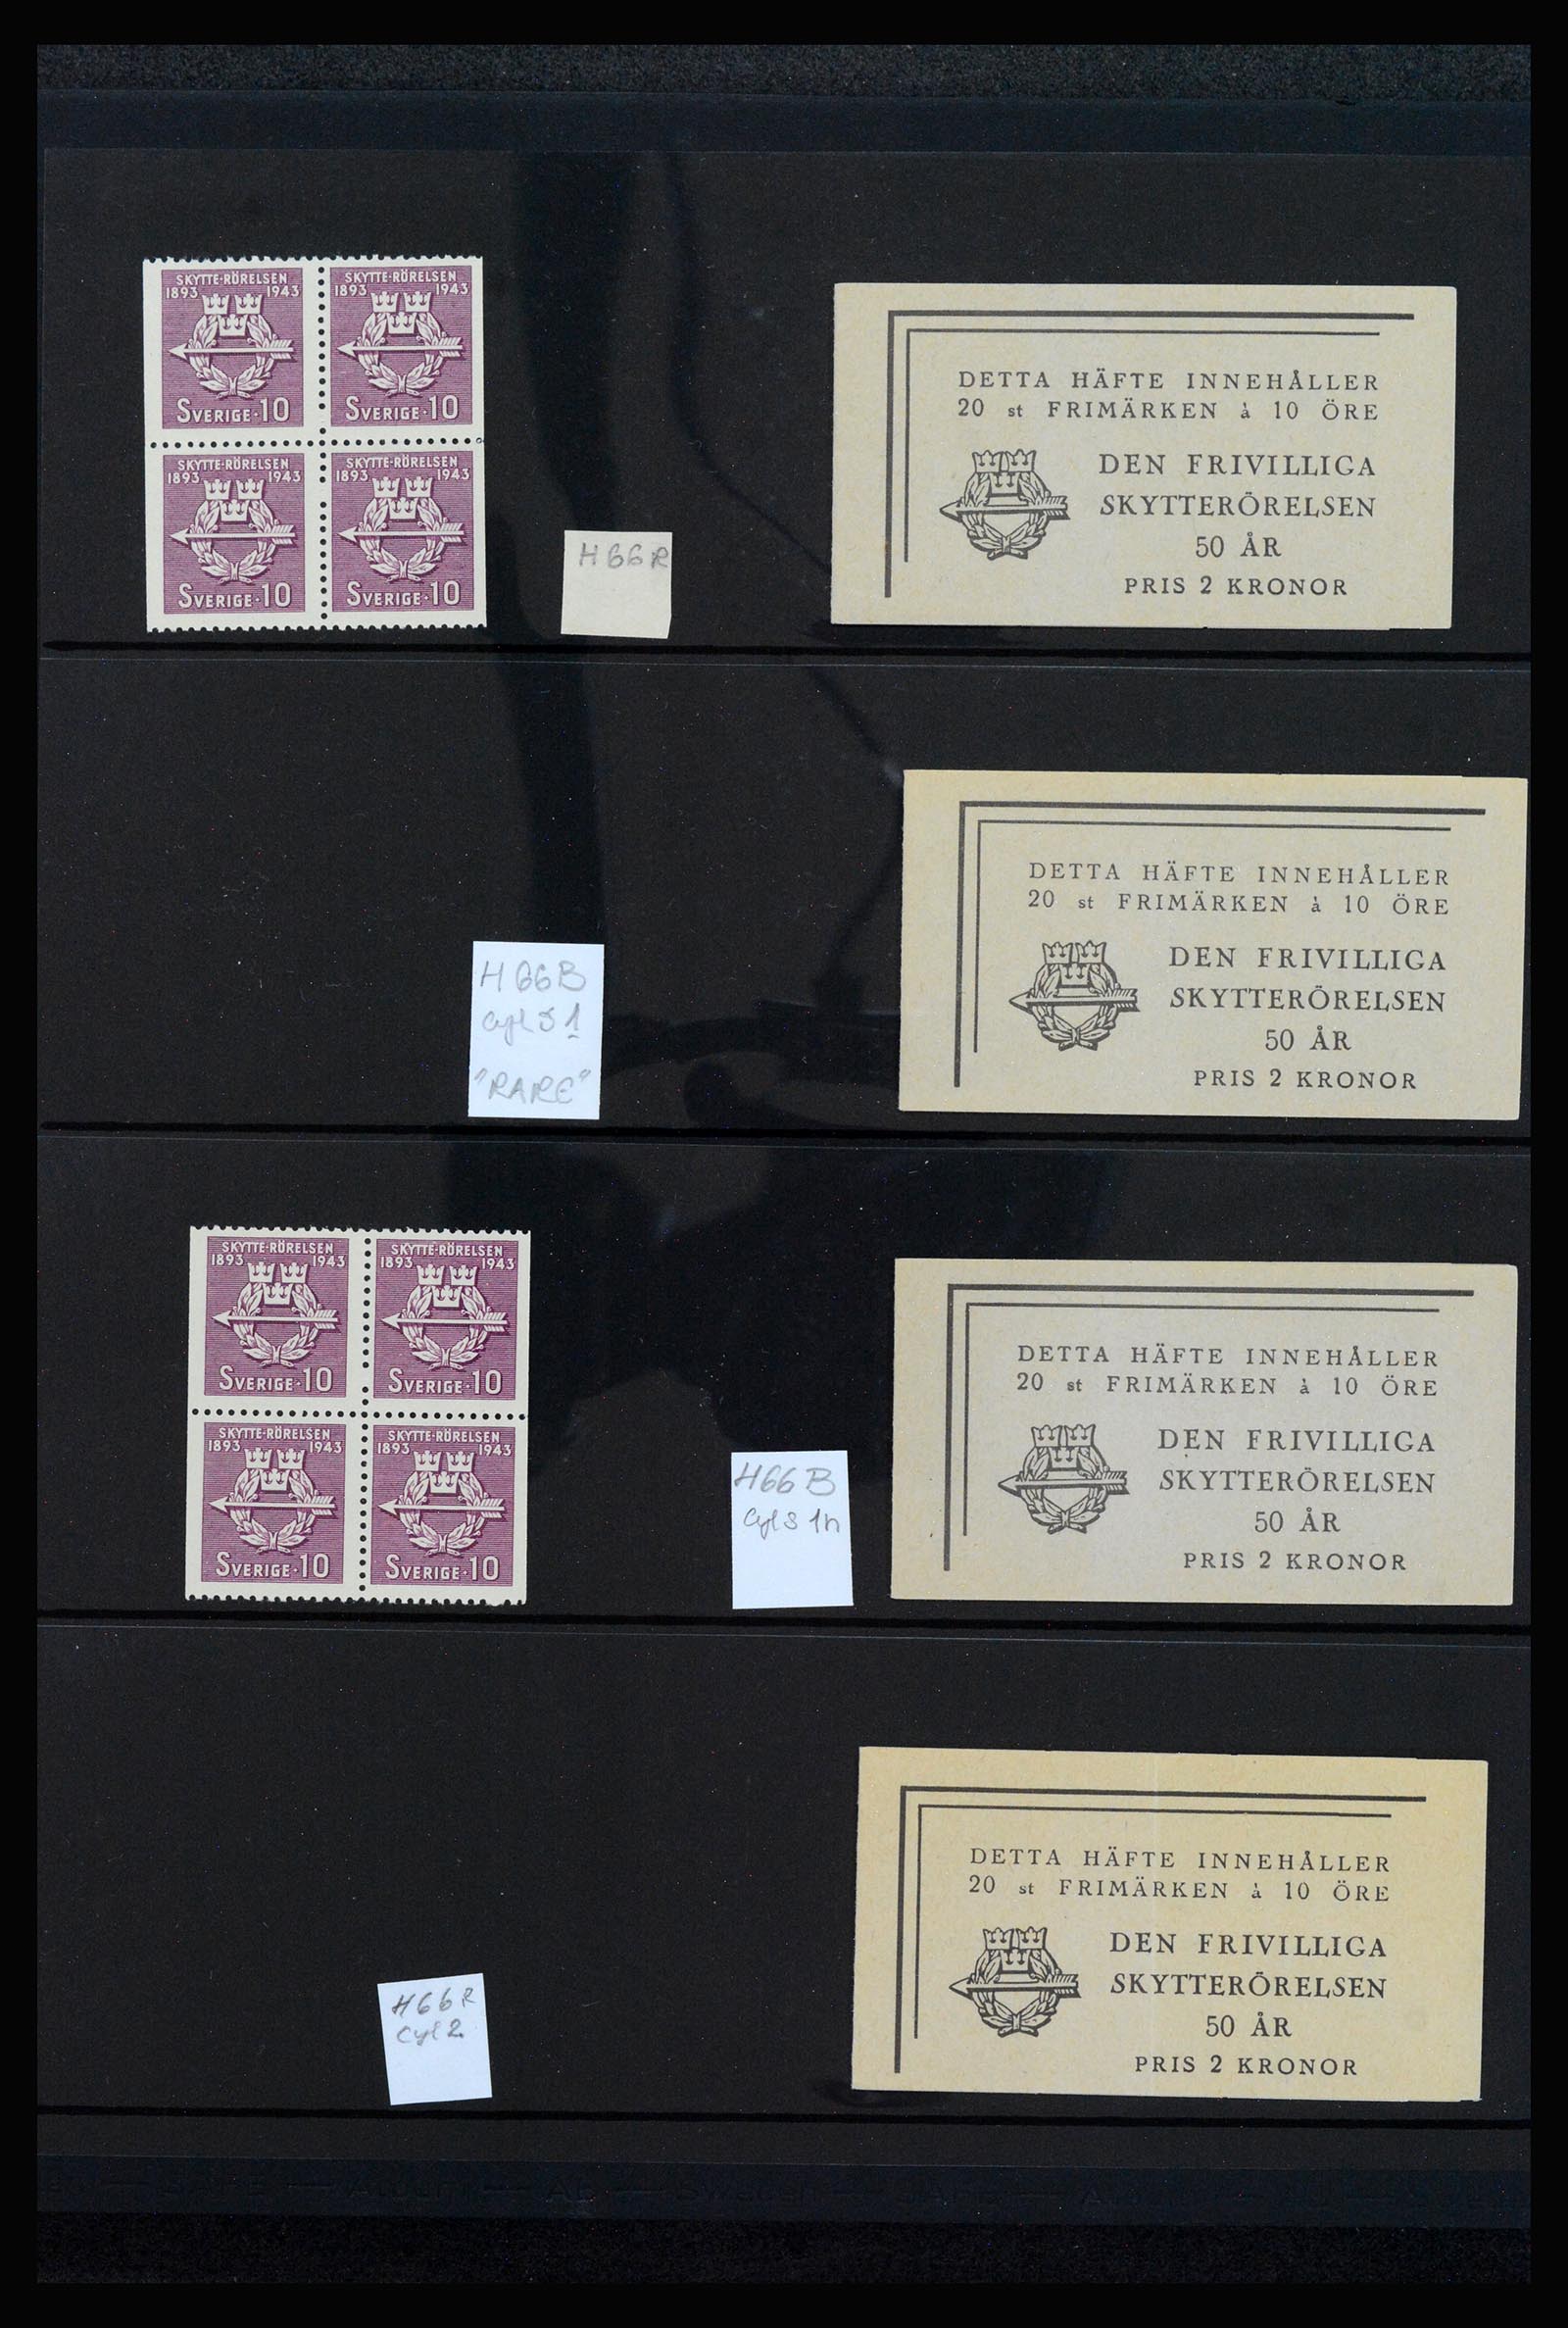 SKYTTE-RÖRELSEN
1893 1943
SVERIGE·10
SKYTTE-RÖRELSEN
1893 1943
SVERIGE·10
SKYTTE-RÖRELSEN
1893 1943
SVERIGE·10
SKYTTE-RÖRELSEN
1893 1943
SVERIGE·10
H66R
DETTA HÄFTE INNEHÅLLER
20 st FRIMÄRKEN à 10 ÖRE
DEN FRIVILLIGA
SKYTTERÖRELSEN
50 ÅR
PRIS 2 KRONOR
H66B
cyl S 1
"RARE"
DETTA HÄFTE INNEHÅLLER
20 st FRIMÄRKEN à 10 ÖRE
DEN FRIVILLIGA
SKYTTERÖRELSEN
50 ÅR
PRIS 2 KRONOR
SKYTTE-RÖRELSEN
1893 1943
SVERIGE·10
SKYTTE-RÖRELSEN
1893 1943
SVERIGE·10
SKYTTE-RÖRELSEN
1893 1943
SVERIGE·10
SKYTTE-RÖRELSEN
1893 1943
SVERIGE·10
H66B
Cyl S 1n
DETTA HÄFTE INNEHÅLLER
20 st FRIMÄRKEN à 10 ÖRE
DEN FRIVILLIGA
SKYTTERÖRELSEN
50 ÅR
PRIS 2 KRONOR
H66R
Cyl 2
DETTA HÄFTE INNEHÅLLER
20 st FRIMÄRKEN à 10 ÖRE
DEN FRIVILLIGA
SKYTTERÖRELSEN
50 ÅR
PRIS 2 KRONOR